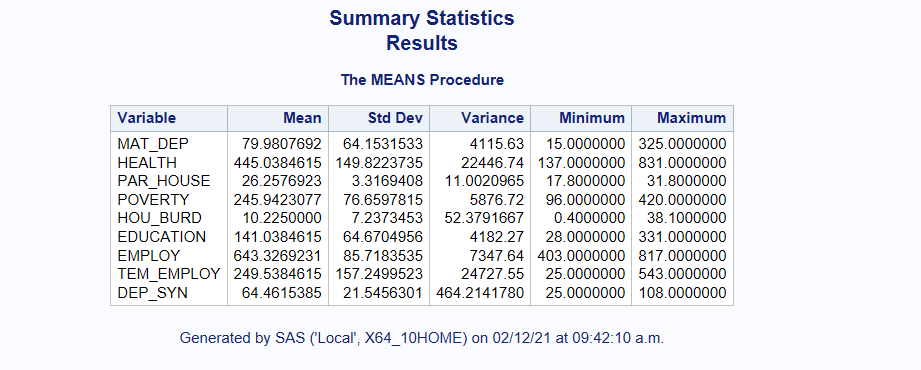 Summary Statistics
Results
The MEANS Procedure
Variable Mean Std Dev Variance Minimum Maximum
MAT_DEP 79.9807692 64.1531533 4115.63 15.0000000 325.0000000
HEALTH 445.0384615 149.8223735 22446.74 137.0000000 831.0000000
PAR_HOUSE 26.2576923 3.3169408 11.0020965 17.8000000 31.8000000
POVERTY 245.9423077 76.6597815 5876.72 96.0000000 420.0000000
HOU_BURD 10.2250000 7.2373453 52.3791667 0.4000000 38.1000000
EDUCATION 141.0384615 64.6704956 4182.27 28.0000000 331.0000000
EMPLOY 643.3269231 85.7183535 7347.64 403.0000000 817.0000000
TEM_EMPLOY 249.5384615 157.2499523 24727.55 25.0000000 543.0000000
DEP_SYN 64.4615385 21.5456301 464.2141780 25.0000000 108.0000000
Generated by SAS ('Local', X64_10HOME) on 02/12/21 at 09:42:10 a.m.